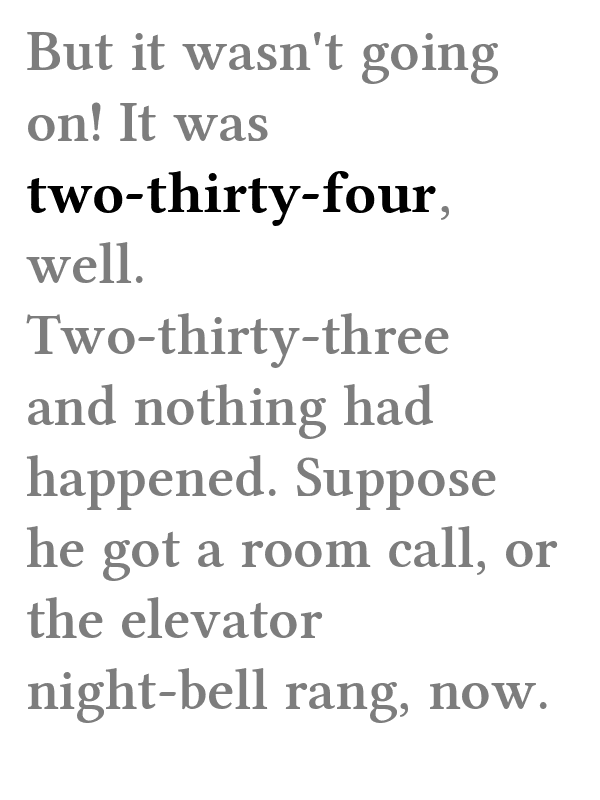 But it wasn't going
on! It was
two-thirty-four,
well.
Two-thirty-three
and nothing had
happened. Suppose
he got a room call, or
the elevator
night-bell rang, now.